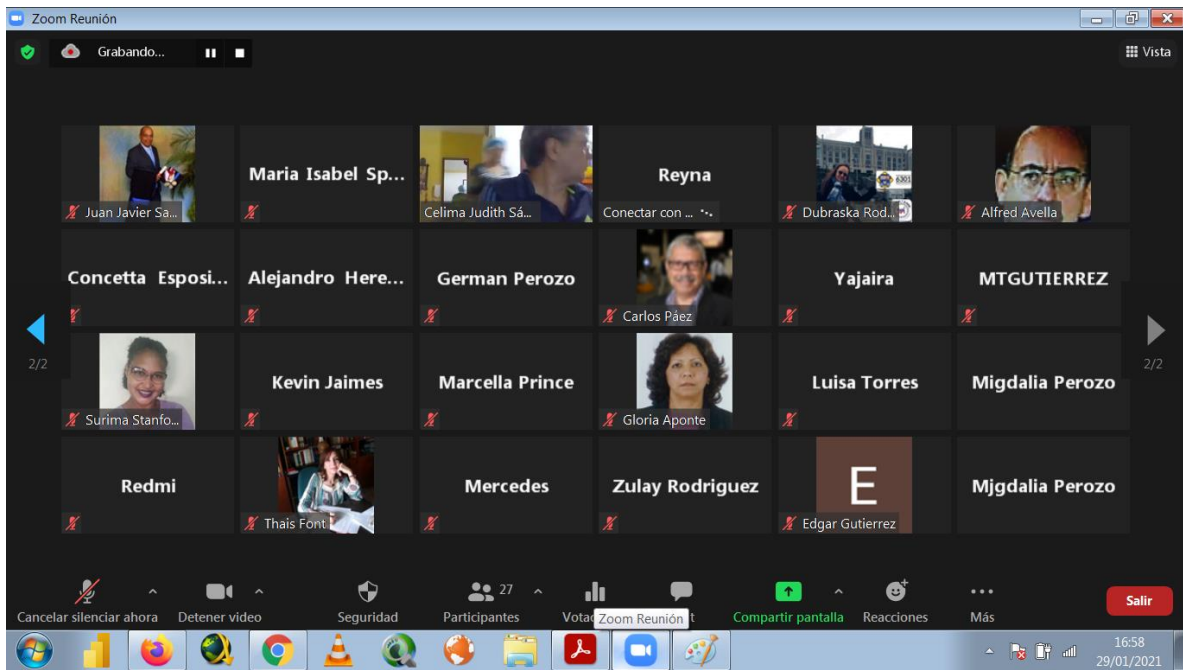 Zoom Reunión
Grabando...
Vista
Juan Javier Sa...
Maria Isabel Sp...
Celima Judith Sá...
Reyna
Conectar con ...
Dubraska Rod...
6301
Alfred Avella
Concetta Esposi...
Alejandro Here...
German Perozo
Carlos Páez
Yajaira
MTGUTIERREZ
2/2
2/2
Surima Stanfo...
Kevin Jaimes
Marcella Prince
Gloria Aponte
Luisa Torres
Migdalia Perozo
Redmi
Thais Font
Mercedes
Zulay Rodriguez
E
Edgar Gutierrez
Mjgdalia Perozo
Cancelar silenciar ahora
Detener video
Seguridad
27
Participantes
Votac
Zoom Reunión
t
Compartir pantalla
Reacciones
Más
Salir
16:58
29/01/2021